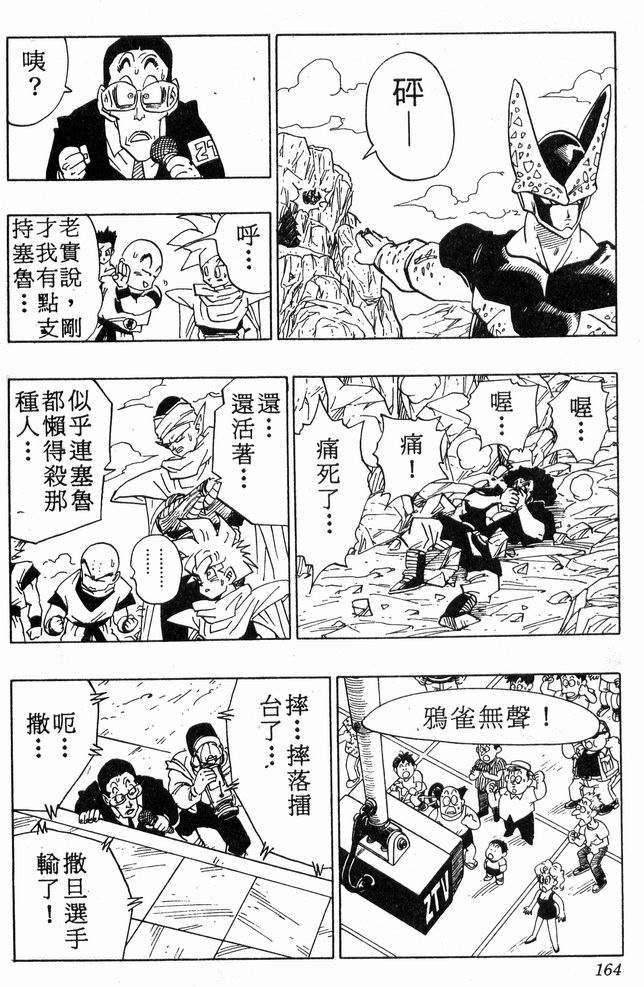 砰—
咦？
ZT
呼…
老實說，剛
才我有點支
持塞魯…
喔…
喔…
痛！
痛死了…
還…
還活著…
……
似乎連塞魯
都懶得殺那
種人…
鴉雀無聲！
ZTV
摔…摔落擂
台了…
呃…
撒…
撒旦選手
輸了！
164